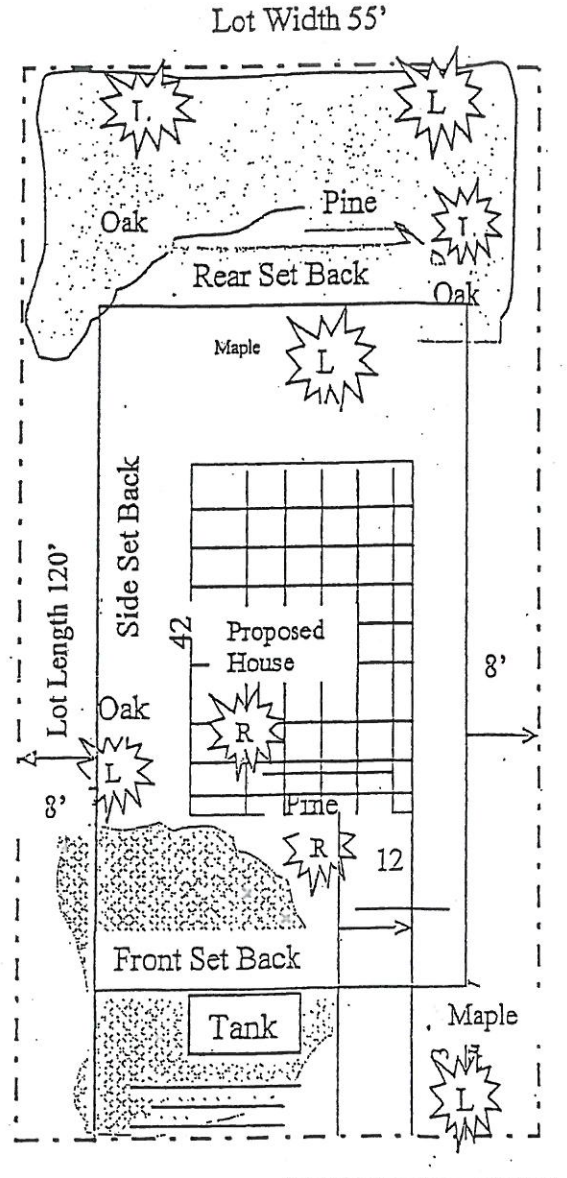 Lot Width 55'
L
L
Oak
Pine
Rear Set Back
Oak
Maple
L
Side Set Back
Lot Length 120'
42
Proposed
House
8'
Oak
R
L
8'
Pine
R
12
Front Set Back
Tank
Maple
L